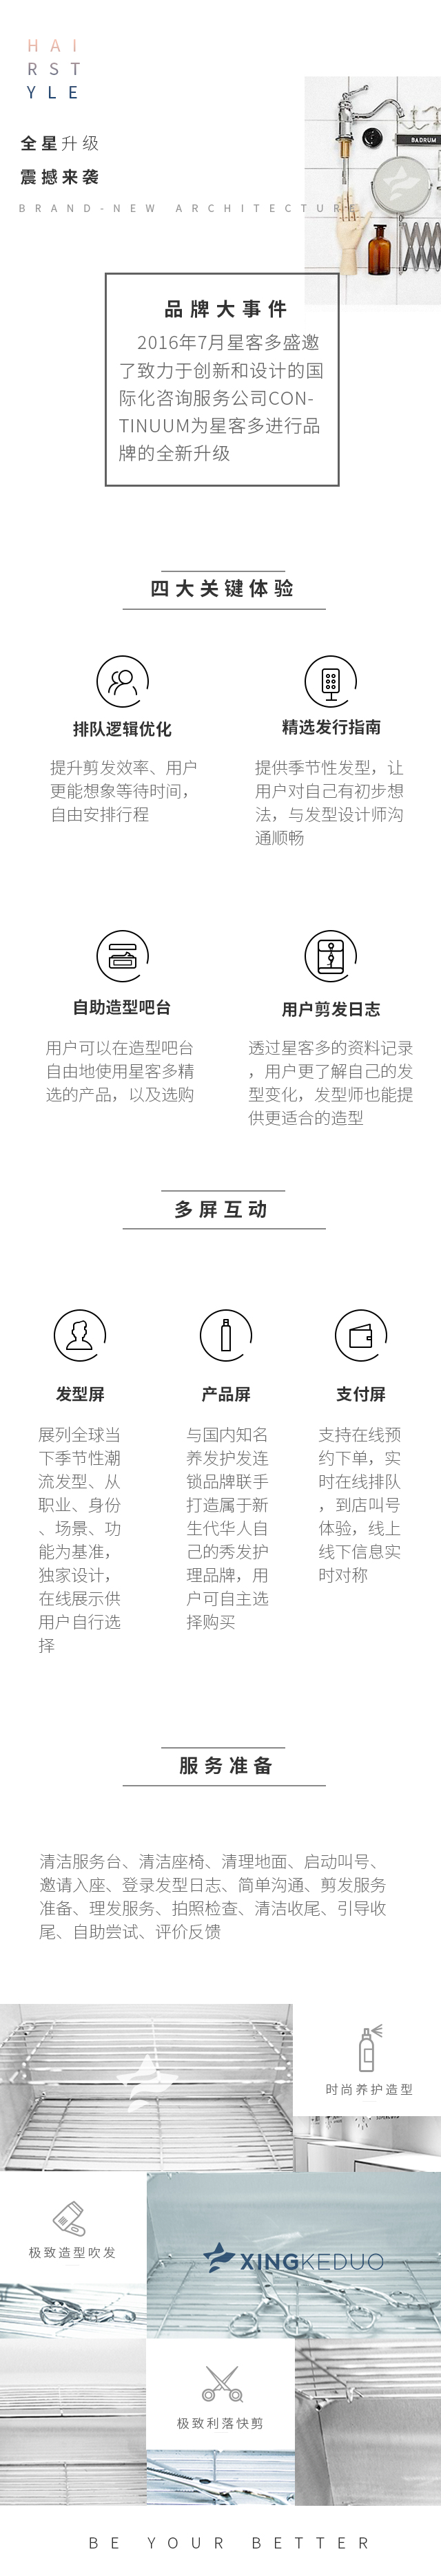 HAI
RST
YLE
全星升级
震撼来袭
BRAND-NEW ARCHITECTURE
BADRUM
品牌大事件
2016年7月星客多盛邀
了致力于创新和设计的国
际化咨询服务公司CON-
TINUUM为星客多进行品
牌的全新升级
四大关键体验
排队逻辑优化
提升剪发效率、用户
更能想象等待时间，
自由安排行程
精选发行指南
提供季节性发型，让
用户对自己有初步想
法，与发型设计师沟
通顺畅
自助造型吧台
用户可以在造型吧台
自由地使用星客多精
选的产品，以及选购
用户剪发日志
透过星客多的资料记录
，用户更了解自己的发
型变化，发型师也能提
供更适合的造型
多屏互动
发型屏
展列全球当
下季节性潮
流发型、从
职业、身份
、场景、功
能为基准，
独家设计，
在线展示供
用户自行选
择
产品屏
与国内知名
养发护发连
锁品牌联手
打造属于新
生代华人自
己的秀发护
理品牌，用
户可自主选
择购买
支付屏
支持在线预
约下单，实
时在线排队
，到店叫号
体验，线上
线下信息实
时对称
服务准备
清洁服务台、清洁座椅、清理地面、启动叫号、
邀请入座、登录发型日志、简单沟通、剪发服务
准备、理发服务、拍照检查、清洁收尾、引导收
尾、自助尝试、评价反馈
时尚养护造型
极致造型吹发
XINGKEDUO
极致利落快剪
BE YOUR BETTER